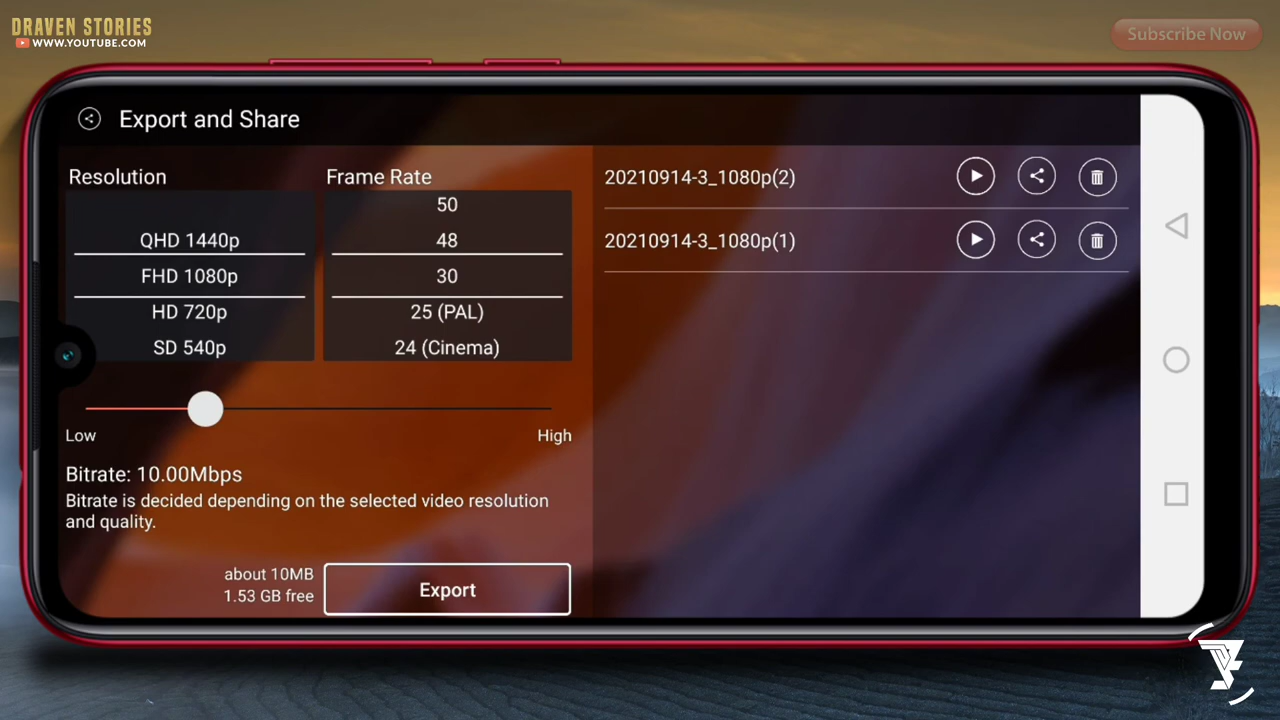 DRAVEN STORIES
WWW.YOUTUBE.COM
Subscribe Now
Export and Share
Resolution
QHD 1440p
FHD 1080p
HD 720p
SD 540p
Frame Rate
50
48
30
25 (PAL)
24 (Cinema)
Low
High
Bitrate: 10.00Mbps
Bitrate is decided depending on the selected video resolution
and quality.
about 10MB
1.53 GB free
Export
20210914-3_1080p(2)
20210914-3_1080p(1)